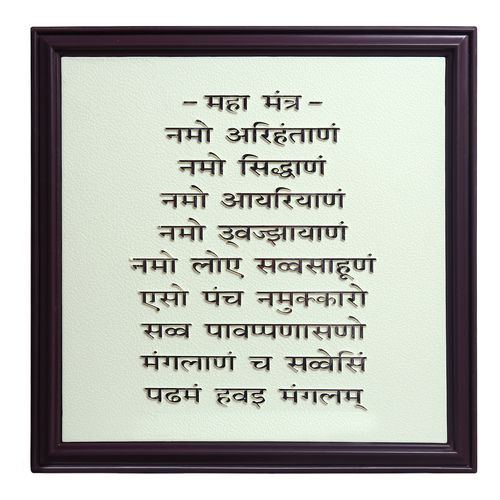 - महा मंत्र -
नमो अरिहंताणं
नमो सिद्धाणं
नमो आयरियाणं
नमो उवज्झायाणं
नमो लोए सव्वसाहूणं
एसो पंच नमुक्कारो
सव्व पावप्पणासणो
मंगलाणं च सव्वेसिं
पढमं हवइ मंगलम्